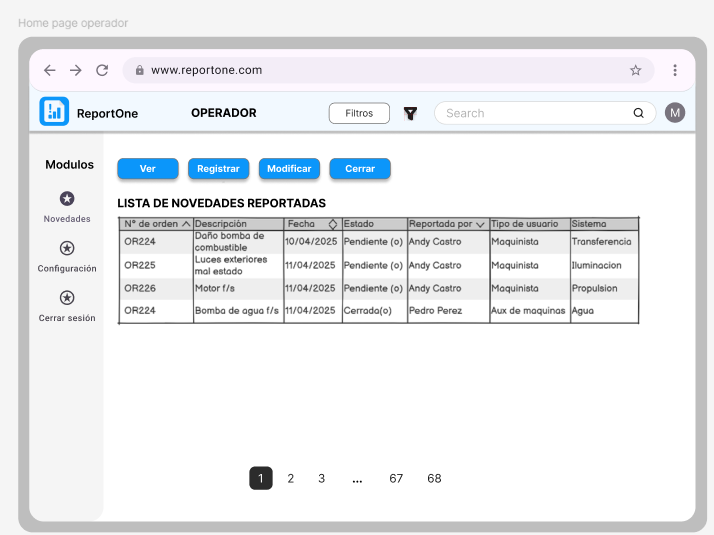 Home page operador
www.reportone.com
ReportOne
OPERADOR
Filtros
Search
M
Modulos
Novedades
Configuración
Cerrar sesión
Ver
Registrar
Modificar
Cerrar
LISTA DE NOVEDADES REPORTADAS
N° de orden Descripción Fecha Estado Reportada por Tipo de usuario Sistema
OR224 Daño bomba de combustible 10/04/2025 Pendiente (o) Andy Castro Maquinista Transferencia
OR225 Luces exteriores mal estado 11/04/2025 Pendiente (o) Andy Castro Maquinista Iluminacion
OR226 Motor f/s 11/04/2025 Pendiente (o) Andy Castro Maquinista Propulsion
OR224 Bomba de agua f/s 11/04/2025 Cerrada(o) Pedro Perez Aux de maquinas Agua
1 2 3 ... 67 68